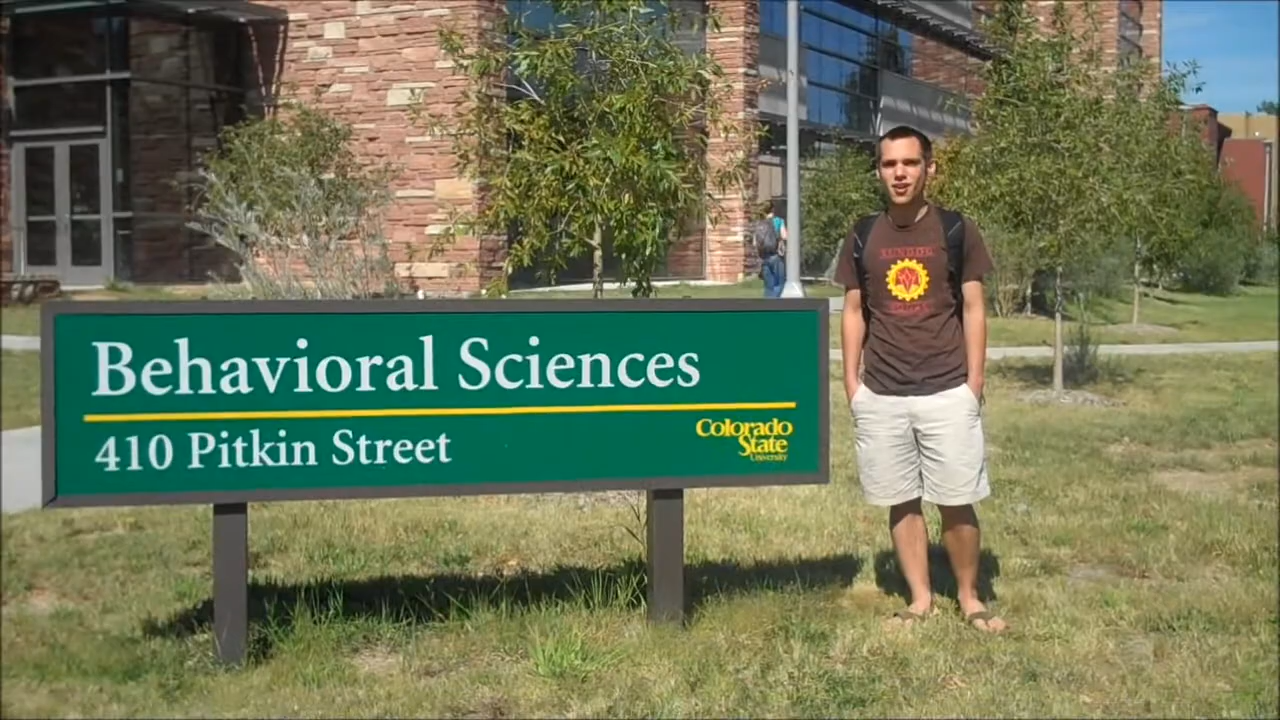 Behavioral Sciences
410 Pitkin Street
Colorado
State
University